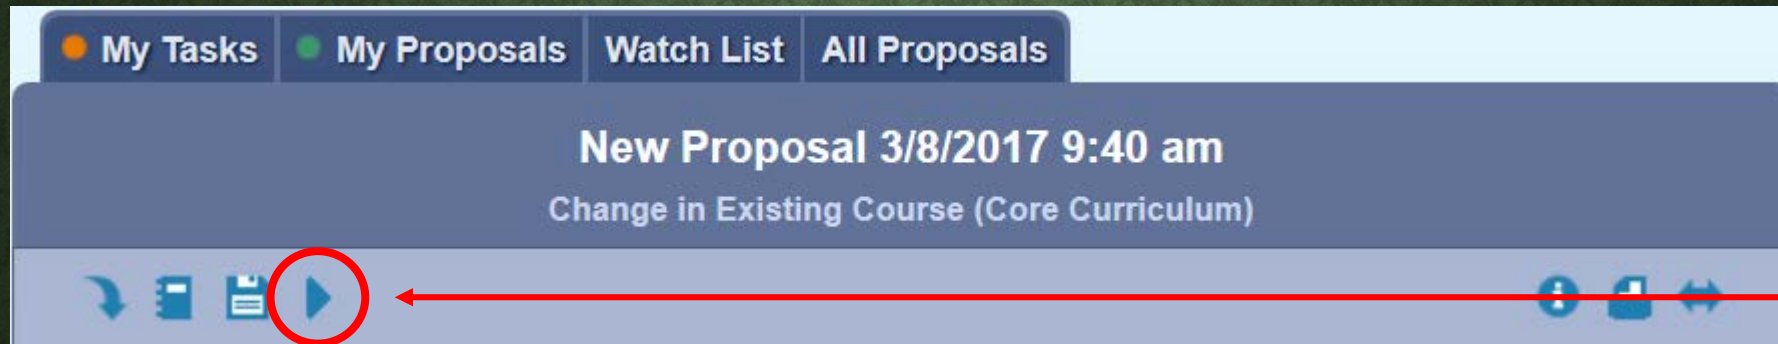 My Tasks My Proposals Watch List All Proposals
New Proposal 3/8/2017 9:40 am
Change in Existing Course (Core Curriculum)